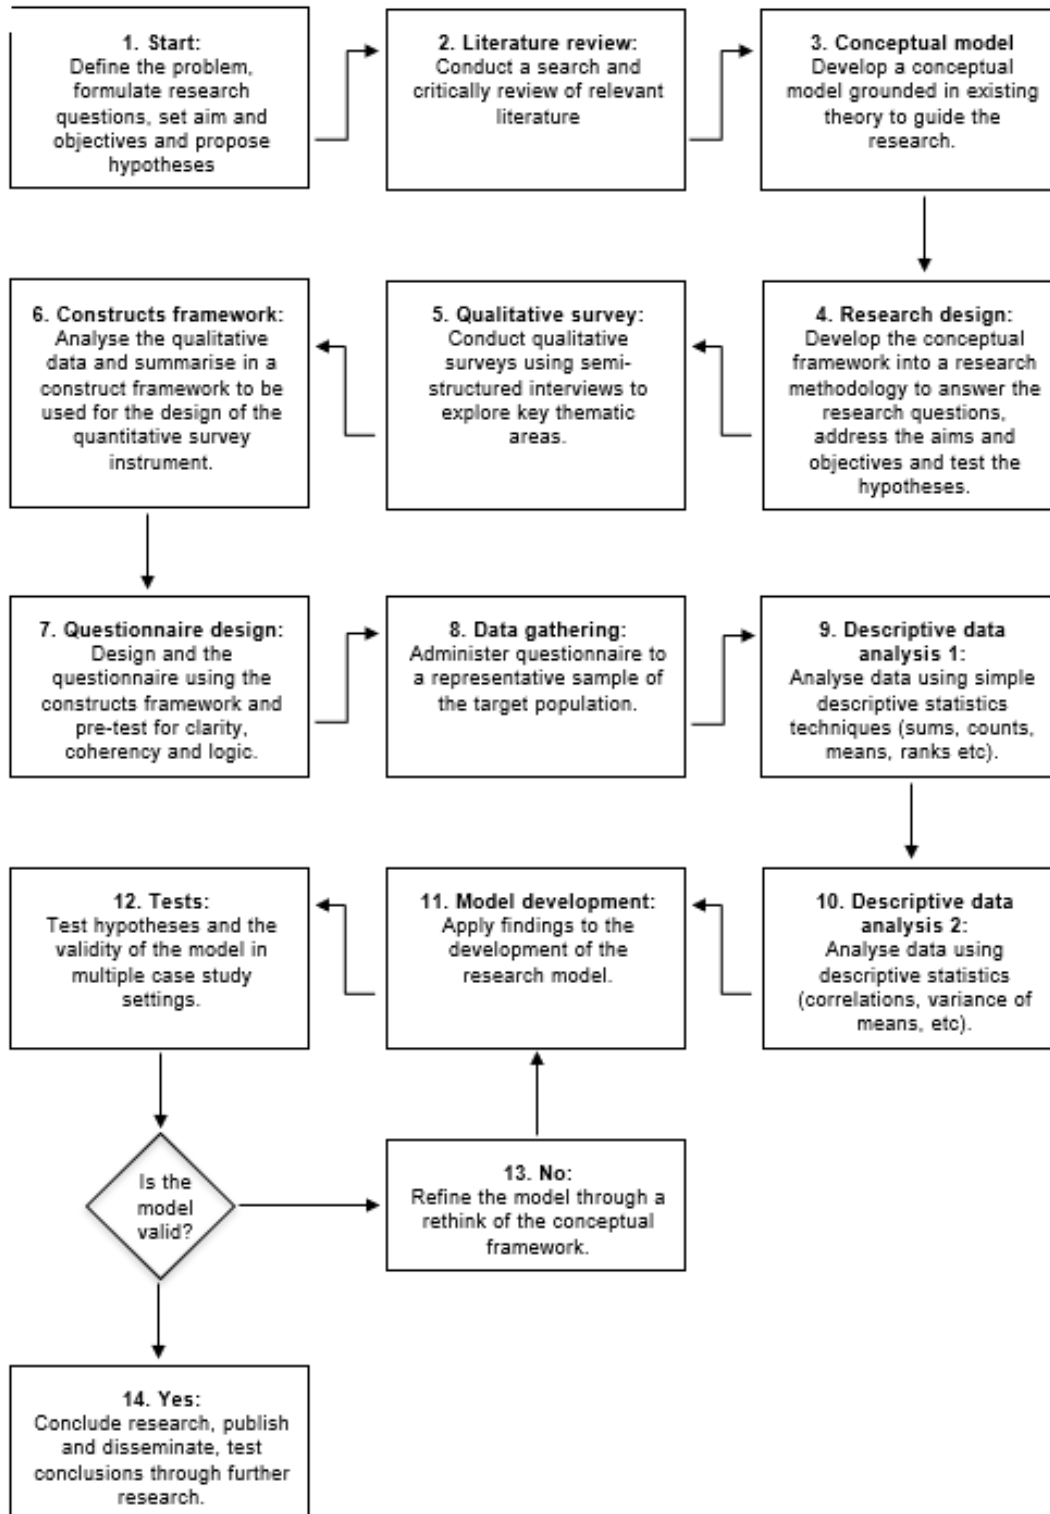 1. Start:
Define the problem,
formulate research
questions, set aim and
objectives and propose
hypotheses
2. Literature review:
Conduct a search and
critically review of relevant
literature
3. Conceptual model
Develop a conceptual
model grounded in existing
theory to guide the
research.
4. Research design:
Develop the conceptual
framework into a research
methodology to answer the
research questions,
address the aims and
objectives and test the
hypotheses.
5. Qualitative survey:
Conduct qualitative
surveys using semi-
structured interviews to
explore key thematic
areas.
6. Constructs framework:
Analyse the qualitative
data and summarise in a
construct framework to be
used for the design of the
quantitative survey
instrument.
7. Questionnaire design:
Design and the
questionnaire using the
constructs framework and
pre-test for clarity,
coherency and logic.
8. Data gathering:
Administer questionnaire to
a representative sample of
the target population.
9. Descriptive data
analysis 1:
Analyse data using simple
descriptive statistics
techniques (sums, counts,
means, ranks etc).
10. Descriptive data
analysis 2:
Analyse data using
descriptive statistics
(correlations, variance of
means, etc).
11. Model development:
Apply findings to the
development of the
research model.
12. Tests:
Test hypotheses and the
validity of the model in
multiple case study
settings.
Is the
model
valid?
13. No:
Refine the model through a
rethink of the conceptual
framework.
14. Yes:
Conclude research, publish
and disseminate, test
conclusions through further
research.